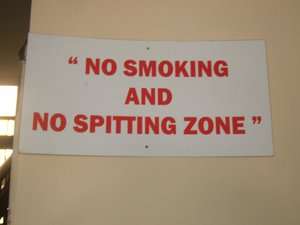 “ NO SMOKING
AND
NO SPITTING ZONE ”